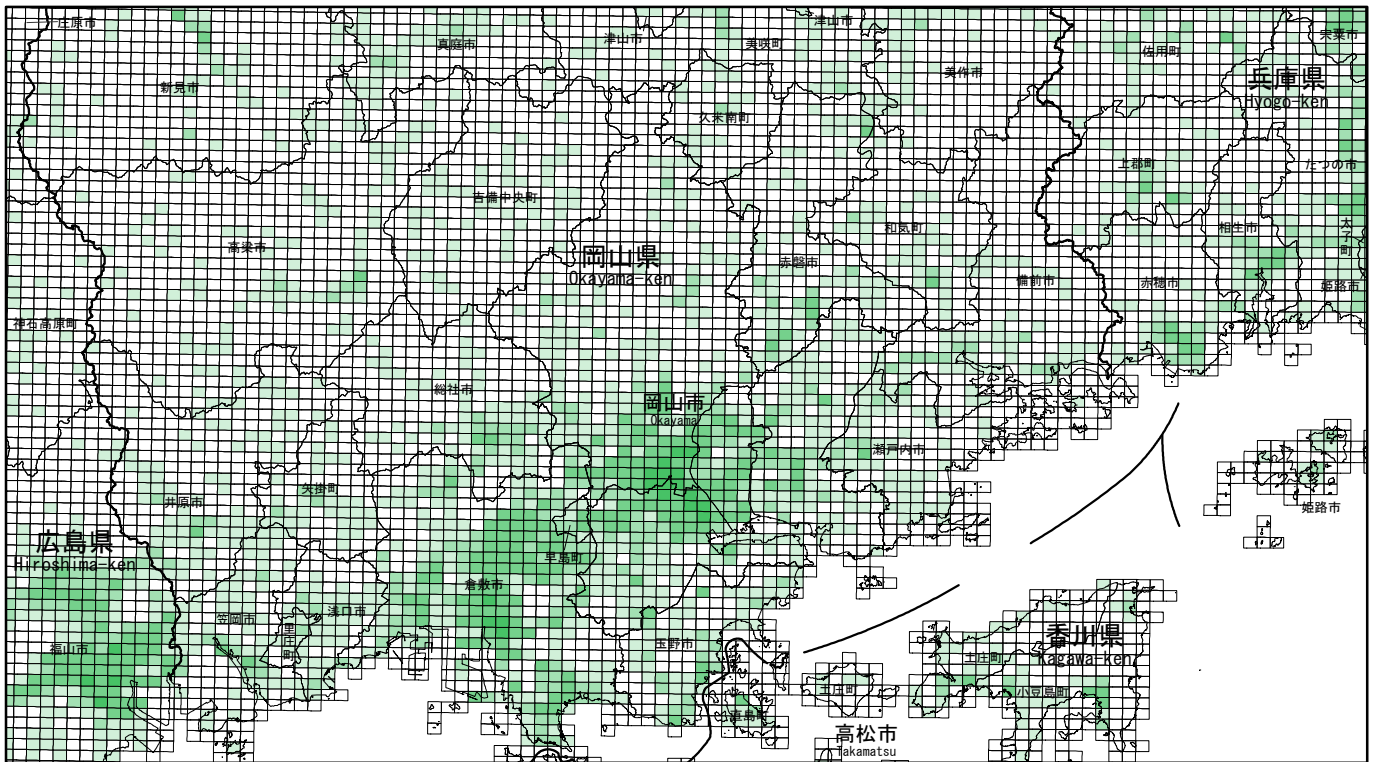 庄原市
真庭市
津山市
津山市
美咲町
佐用町
宍粟市
新見市
美作市
兵庫県
Hyogo-ken
久米南町
上郡町
たつの市
吉備中央町
和気町
相生市
太子町
高梁市
岡山県
Okayama-ken
赤磐市
備前市
赤穂市
姫路市
神石高原町
総社市
岡山市
Okayama
瀬戸内市
矢掛町
井原市
姫路市
広島県
Hiroshima-ken
早島町
倉敷市
浅口市
笠岡市
里庄町
福山市
玉野市
香川県
Kagawa-ken
土庄町
土庄町
小豆島町
直島町
高松市
Takamatsu